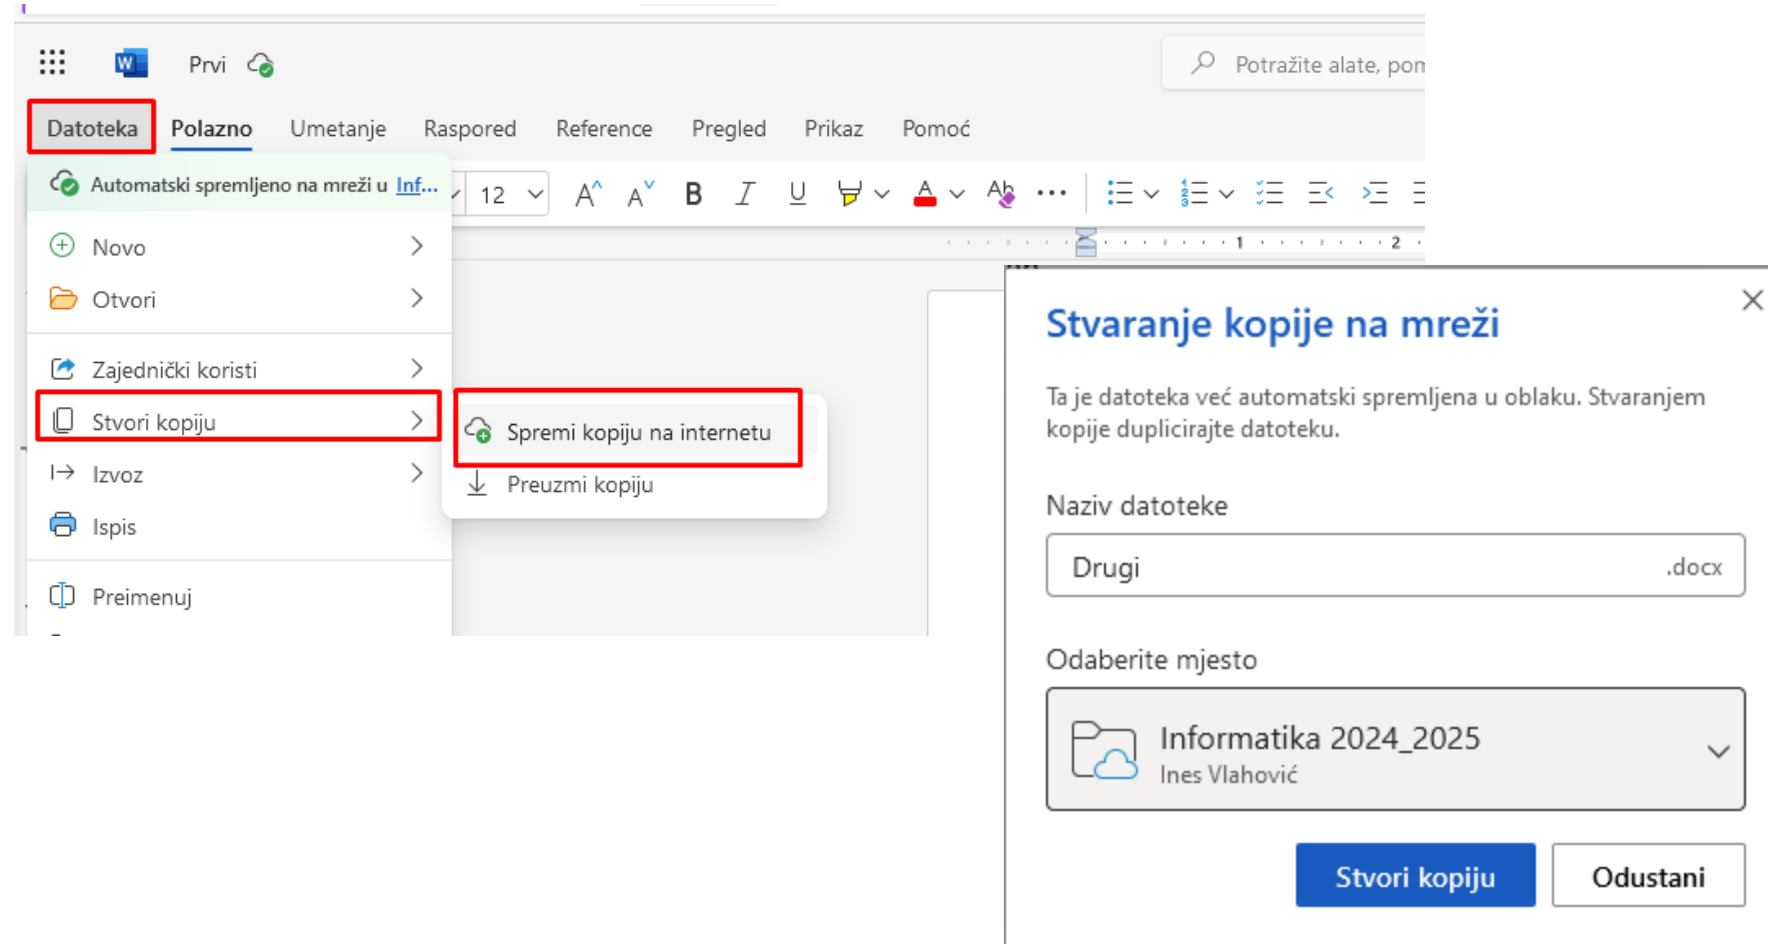 Prvi
Potražite alate, pom
Datoteka Polazno Umetanje Raspored Reference Pregled Prikaz Pomoć
Automatski spremljeno na mreži u Inf...
12
Novo
Otvori
Zajednički koristi
Stvori kopiju
Izvoz
Ispis
Preimenuj
Spremi kopiju na internetu
Preuzmi kopiju
1 2
Stvaranje kopije na mreži
Ta je datoteka već automatski spremljena u oblaku. Stvaranjem
kopije duplicirajte datoteku.
Naziv datoteke
Drugi .docx
Odaberite mjesto
Informatika 2024_2025
Ines Vlahović
Stvori kopiju Odustani